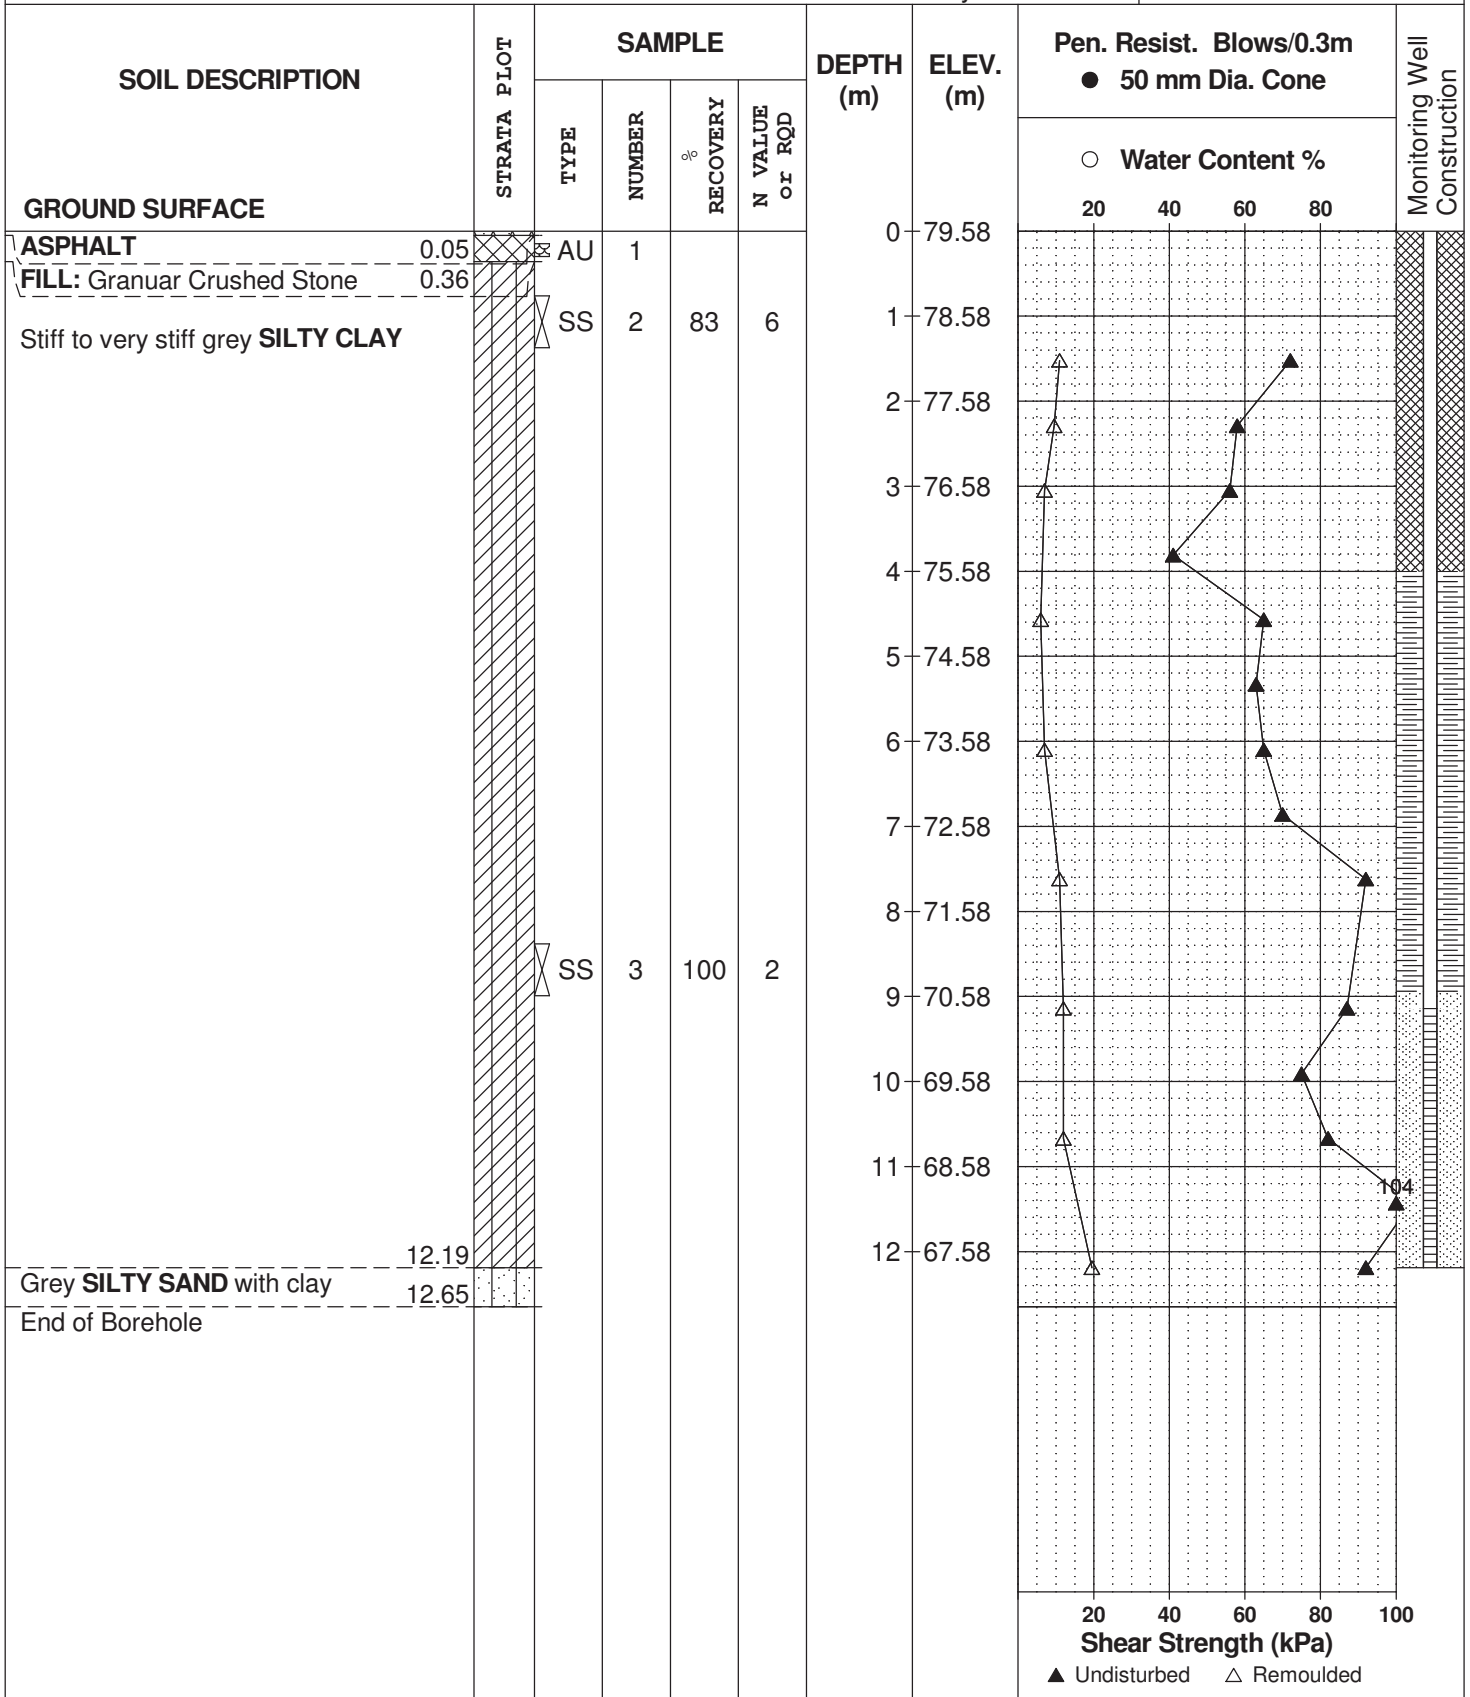 SOIL DESCRIPTION
GROUND SURFACE
STRATA PLOT
SAMPLE
TYPE
NUMBER
% RECOVERY
N VALUE or RQD
DEPTH (m)
ELEV. (m)
Pen. Resist. Blows/0.3m
● 50 mm Dia. Cone
○ Water Content %
20 40 60 80
Monitoring Well Construction
0 79.58
ASPHALT 0.05 AU 1
FILL: Granuar Crushed Stone 0.36
SS 2 83 6
1 78.58
Stiff to very stiff grey SILTY CLAY
2 77.58
3 76.58
4 75.58
5 74.58
6 73.58
7 72.58
8 71.58
SS 3 100 2
9 70.58
10 69.58
11 68.58
104
12 67.58
12.19
Grey SILTY SAND with clay 12.65
End of Borehole
20 40 60 80 100
Shear Strength (kPa)
▲ Undisturbed △ Remoulded